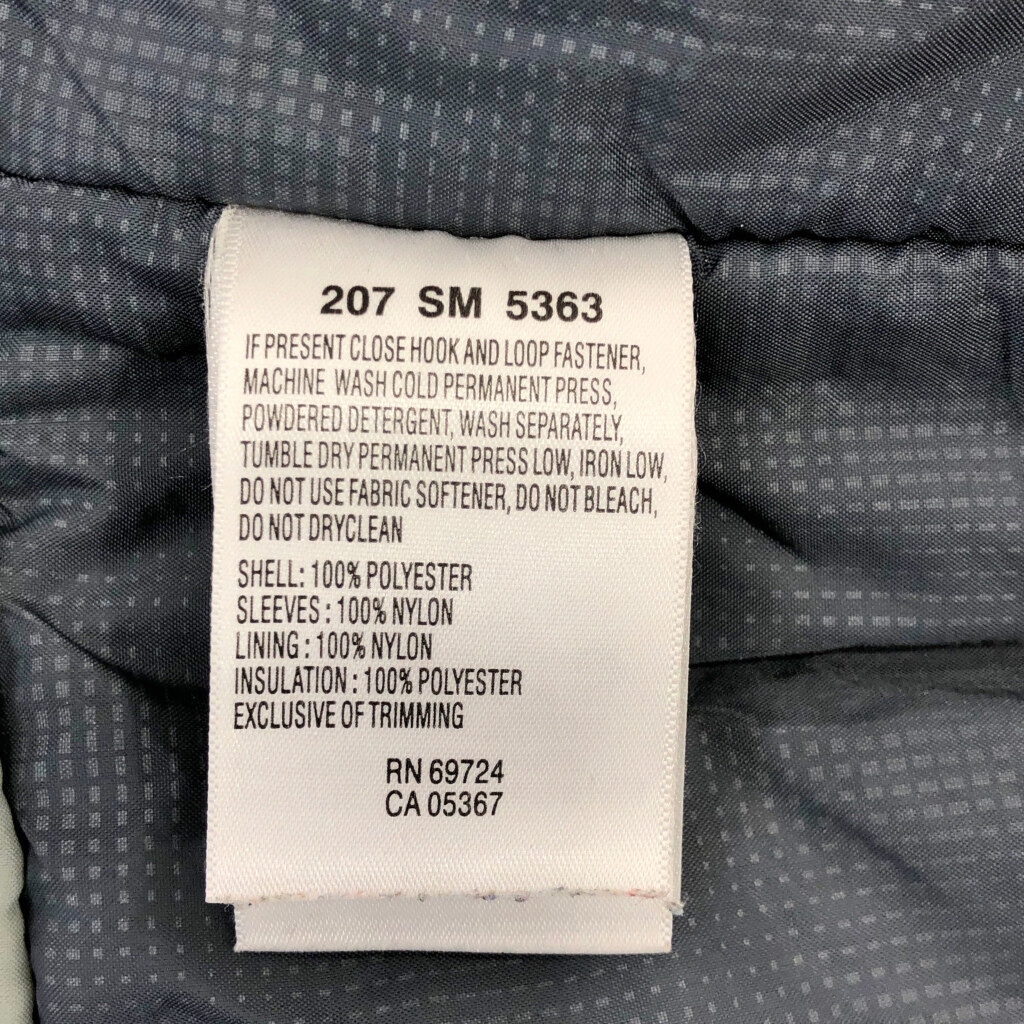 207 SM 5363
IF PRESENT CLOSE HOOK AND LOOP FASTENER,
MACHINE WASH COLD PERMANENT PRESS,
POWDERED DETERGENT, WASH SEPARATELY,
TUMBLE DRY PERMANENT PRESS LOW, IRON LOW,
DO NOT USE FABRIC SOFTENER, DO NOT BLEACH,
DO NOT DRYCLEAN
SHELL: 100% POLYESTER
SLEEVES : 100% NYLON
LINING : 100% NYLON
INSULATION : 100% POLYESTER
EXCLUSIVE OF TRIMMING
RN 69724
CA 05367